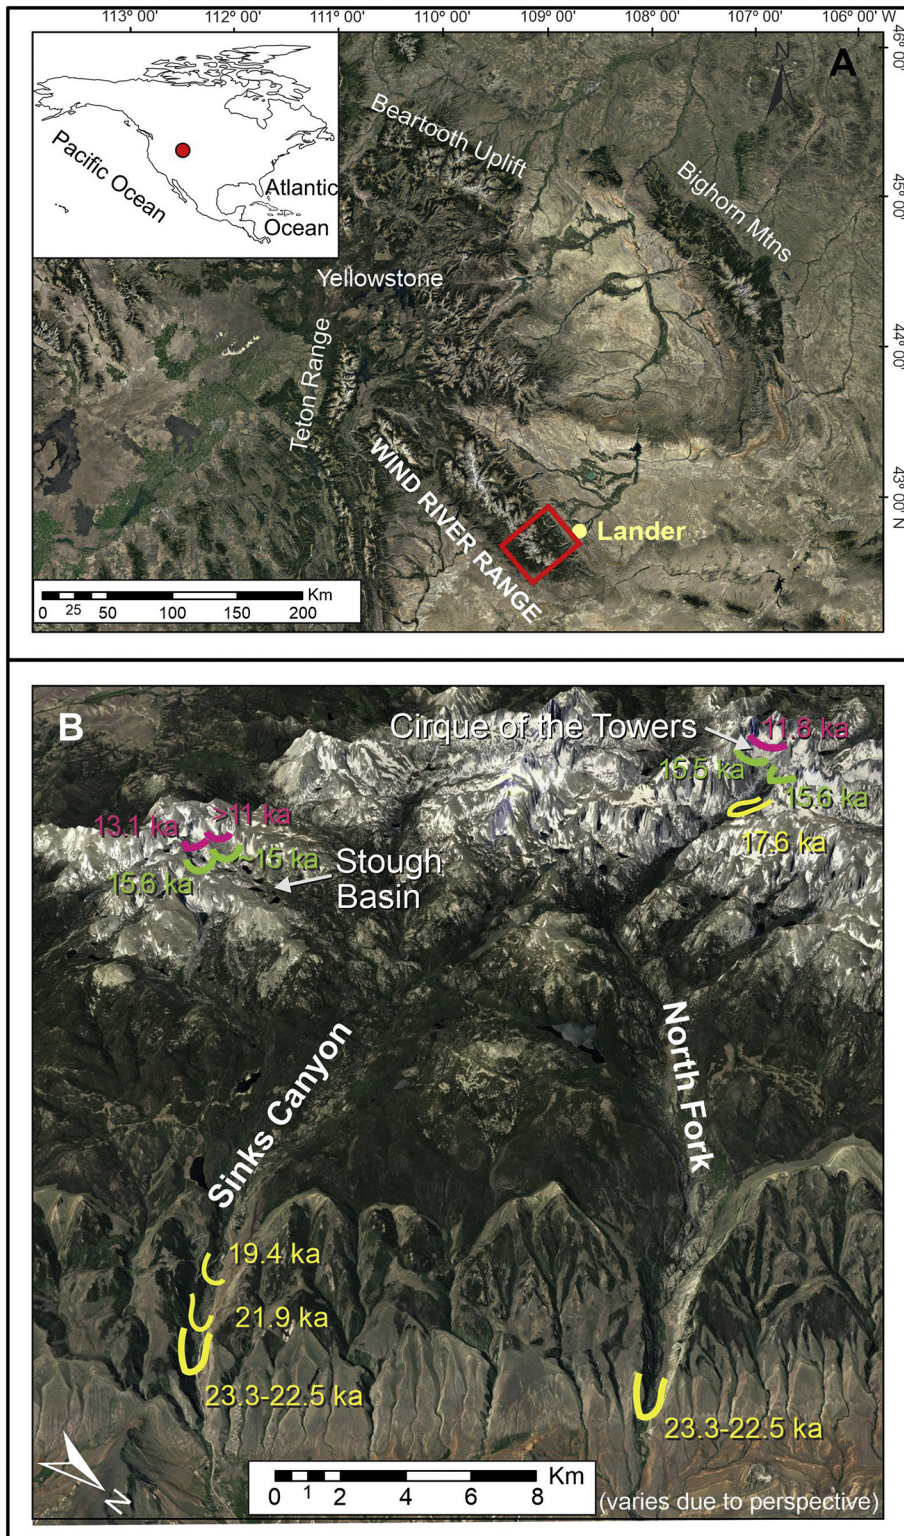 113° 00'
112° 00'
111° 00'
110° 00'
109° 00'
108° 00'
107° 00'
106° 00' W
46° 00'
45° 00'
44° 00'
43° 00' N
A
N
Pacific Ocean
Atlantic
Ocean
Beartooth Uplift
Bighorn Mtns
Yellowstone
Teton Range
WIND RIVER RANGE
Lander
0 25 50 100 150 200 Km
B
Cirque of the Towers
11.8 ka
15.5 ka
15.6 ka
17.6 ka
13.1 ka
>11 ka
15.6 ka
~15 ka
Stough
Basin
Sinks Canyon
North Fork
19.4 ka
21.9 ka
23.3-22.5 ka
23.3-22.5 ka
N
0 1 2 4 6 8 Km
(varies due to perspective)